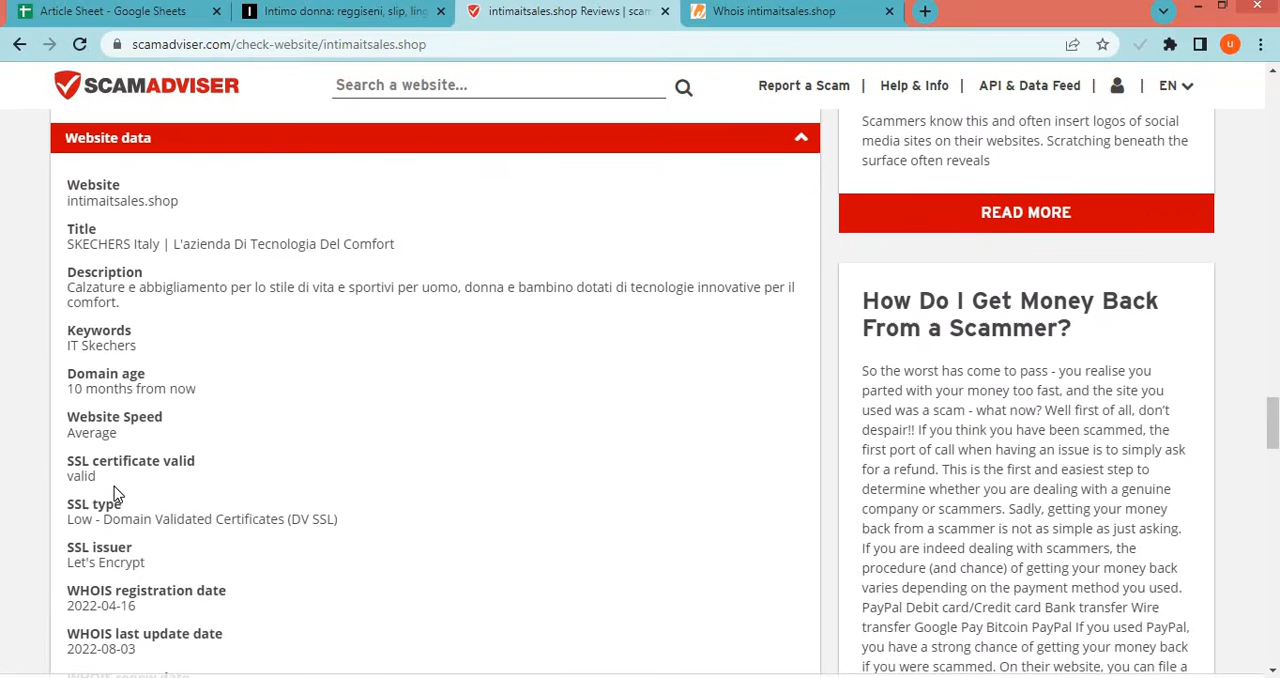 Article Sheet - Google Sheets
Intimo donna: reggiseni, slip, ling
intimaitsales.shop Reviews | scam
Whois intimaitsales.shop
scamadviser.com/check-website/intimaitsales.shop
SCAMADVISER
Search a website...
Report a Scam | Help & Info | API & Data Feed | | EN
Website data
Website
intimaitsales.shop
Title
SKECHERS Italy | L'azienda Di Tecnologia Del Comfort
Description
Calzature e abbigliamento per lo stile di vita e sportivi per uomo, donna e bambino dotati di tecnologie innovative per il
comfort.
Keywords
IT Skechers
Domain age
10 months from now
Website Speed
Average
SSL certificate valid
valid
SSL type
Low - Domain Validated Certificates (DV SSL)
SSL issuer
Let's Encrypt
WHOIS registration date
2022-04-16
WHOIS last update date
2022-08-03
WHOIS renew date
Scammers know this and often insert logos of social
media sites on their websites. Scratching beneath the
surface often reveals
READ MORE
How Do I Get Money Back
From a Scammer?
So the worst has come to pass - you realise you
parted with your money too fast, and the site you
used was a scam - what now? Well first of all, don't
despair!! If you think you have been scammed, the
first port of call when having an issue is to simply ask
for a refund. This is the first and easiest step to
determine whether you are dealing with a genuine
company or scammers. Sadly, getting your money
back from a scammer is not as simple as just asking.
If you are indeed dealing with scammers, the
procedure (and chance) of getting your money back
varies depending on the payment method you used.
PayPal Debit card/Credit card Bank transfer Wire
transfer Google Pay Bitcoin PayPal If you used PayPal,
you have a strong chance of getting your money back
if you were scammed. On their website, you can file a